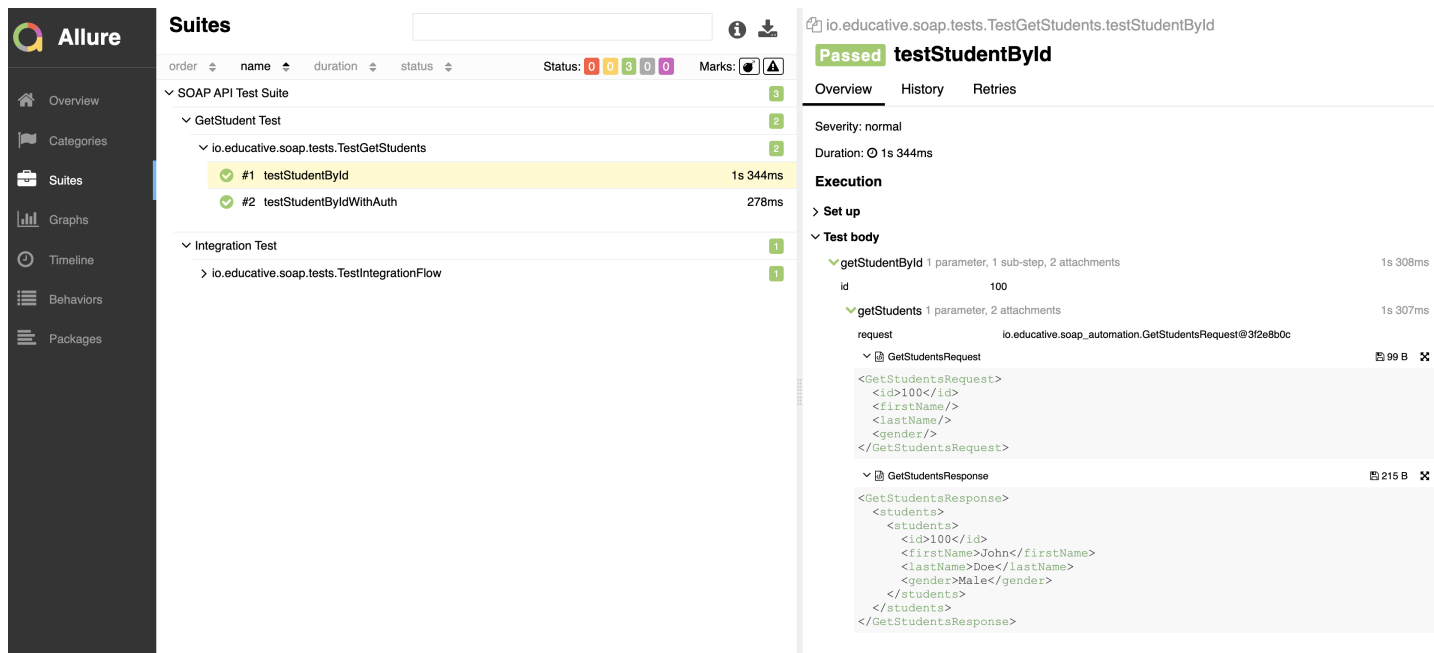 Allure
Overview
Categories
Suites
Graphs
Timeline
Behaviors
Packages
Suites
order name duration status Status: 0 0 3 0 0 Marks:
SOAP API Test Suite 3
GetStudent Test 2
io.educative.soap.tests.TestGetStudents 2
#1 testStudentById 1s 344ms
#2 testStudentByIdWithAuth 278ms
Integration Test 1
io.educative.soap.tests.TestIntegrationFlow 1
io.educative.soap.tests.TestGetStudents.testStudentById
Passed testStudentById
Overview History Retries
Severity: normal
Duration: 1s 344ms
Execution
Set up
Test body
getStudentById 1 parameter, 1 sub-step, 2 attachments 1s 308ms
id 100
getStudents 1 parameter, 2 attachments 1s 307ms
request io.educative.soap_automation.GetStudentsRequest@3f2e8b0c
GetStudentsRequest 99 B
<GetStudentsRequest>
<id>100</id>
<firstName/>
<lastName/>
<gender/>
</GetStudentsRequest>
GetStudentsResponse 215 B
<GetStudentsResponse>
<students>
<students>
<id>100</id>
<firstName>John</firstName>
<lastName>Doe</lastName>
<gender>Male</gender>
</students>
</students>
</GetStudentsResponse>